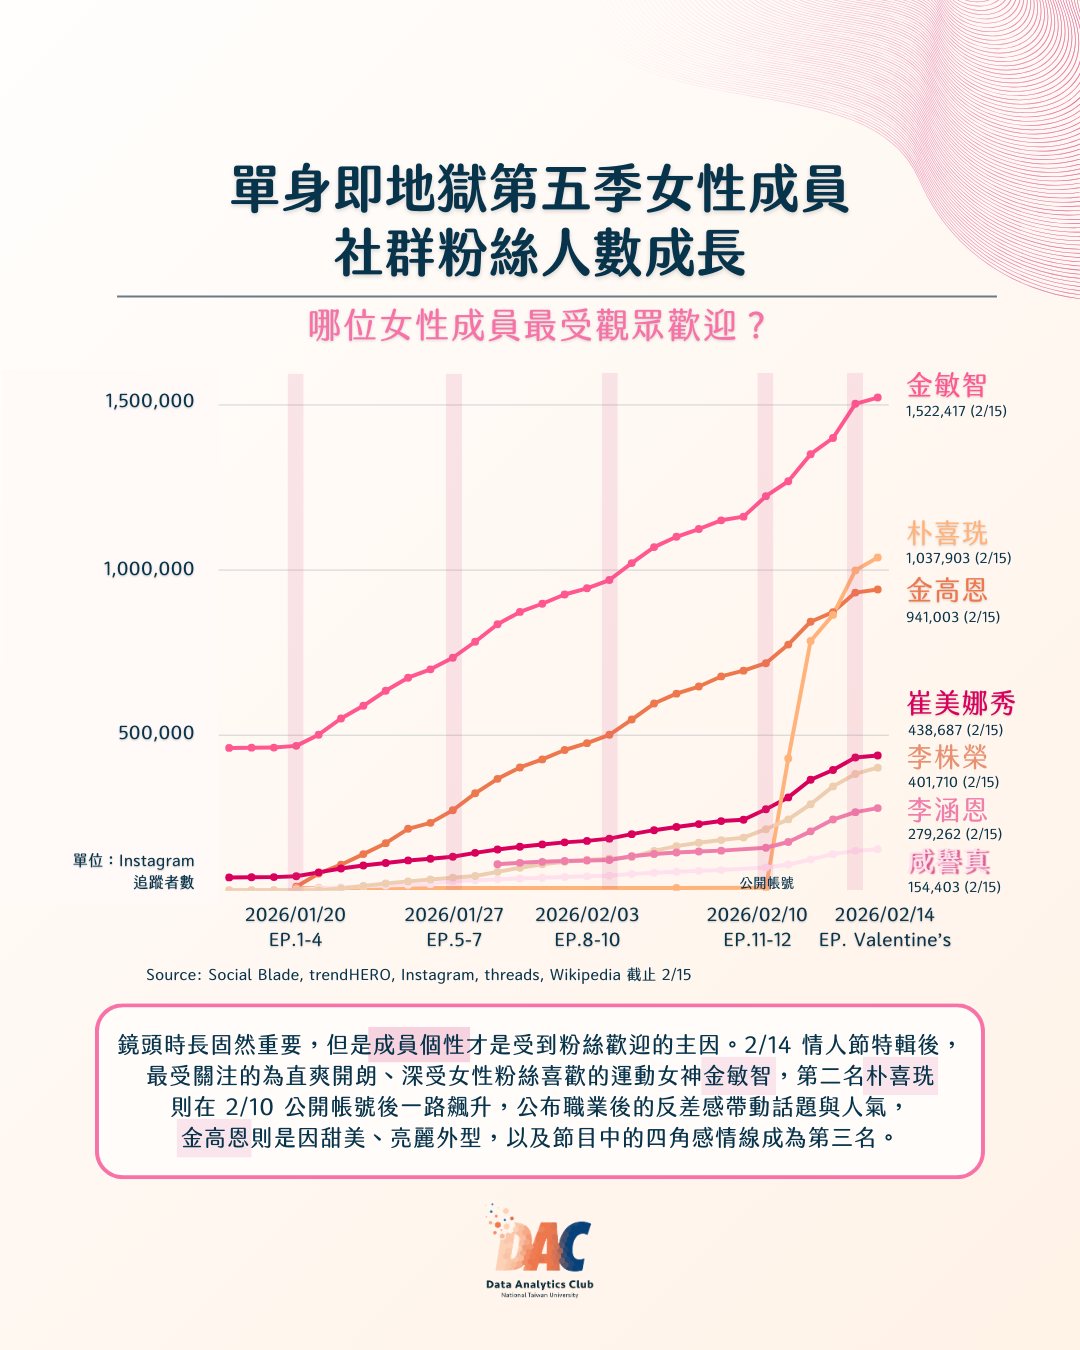 單身即地獄第五季女性成員
社群粉絲人數成長
哪位女性成員最受觀眾歡迎？
1,500,000
1,000,000
500,000
單位：Instagram
追蹤者數
金敏智
1,522,417 (2/15)
朴喜珗
1,037,903 (2/15)
金高恩
941,003 (2/15)
崔美娜秀
438,687 (2/15)
李株榮
401,710 (2/15)
李涵恩
279,262 (2/15)
咸譽真
154,403 (2/15)
公開帳號
2026/01/20
EP.1-4
2026/01/27
EP.5-7
2026/02/03
EP.8-10
2026/02/10
EP.11-12
2026/02/14
EP. Valentine’s
Source: Social Blade, trendHERO, Instagram, threads, Wikipedia 截止 2/15
鏡頭時長固然重要，但是成員個性才是受到粉絲歡迎的主因。2/14 情人節特輯後，
最受關注的為直爽開朗、深受女性粉絲喜歡的運動女神金敏智，第二名朴喜珗
則在 2/10 公開帳號後一路飆升，公布職業後的反差感帶動話題與人氣，
金高恩則是因甜美、亮麗外型，以及節目中的四角感情線成為第三名。
DAC
Data Analytics Club
National Taiwan University